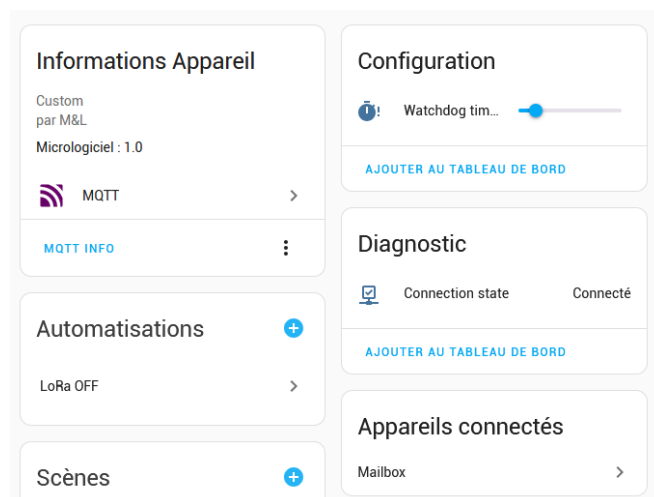 Informations Appareil
Custom
par M&L
Micrologiciel : 1.0
MQTT
MQTT INFO
Automatisations
LoRa OFF
Scènes
Configuration
Watchdog tim...
AJOUTER AU TABLEAU DE BORD
Diagnostic
Connection state Connecté
AJOUTER AU TABLEAU DE BORD
Appareils connectés
Mailbox